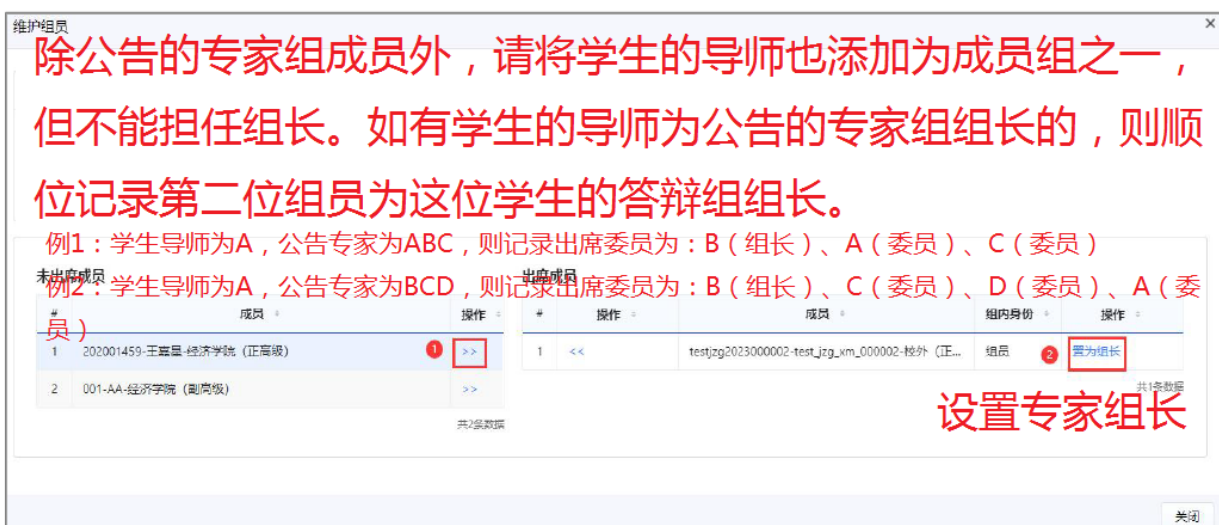 维护组员 ×
除公告的专家组成员外，请将学生的导师也添加为成员组之一，
但不能担任组长。如有学生的导师为公告的专家组组长的，则顺
位记录第二位组员为这位学生的答辩组组长。
例1：学生导师为A，公告专家为ABC，则记录出席委员为：B（组长）、A（委员）、C（委员）
未出席成员 出席成员
例2：学生导师为A，公告专家为BCD，则记录出席委员为：B（组长）、C（委员）、D（委员）、A（委
员）
# 成员 操作 # 操作 成员 组内身份 操作
1 202001459-王嘉星-经济学院（正高级） 1 >> 1 << testjzg2023000002-test_jzg_xm_000002-校外（正... 组员 2 置为组长
2 001-AA-经济学院（副高级） >>
共2条数据 共1条数据
设置专家组长
关闭